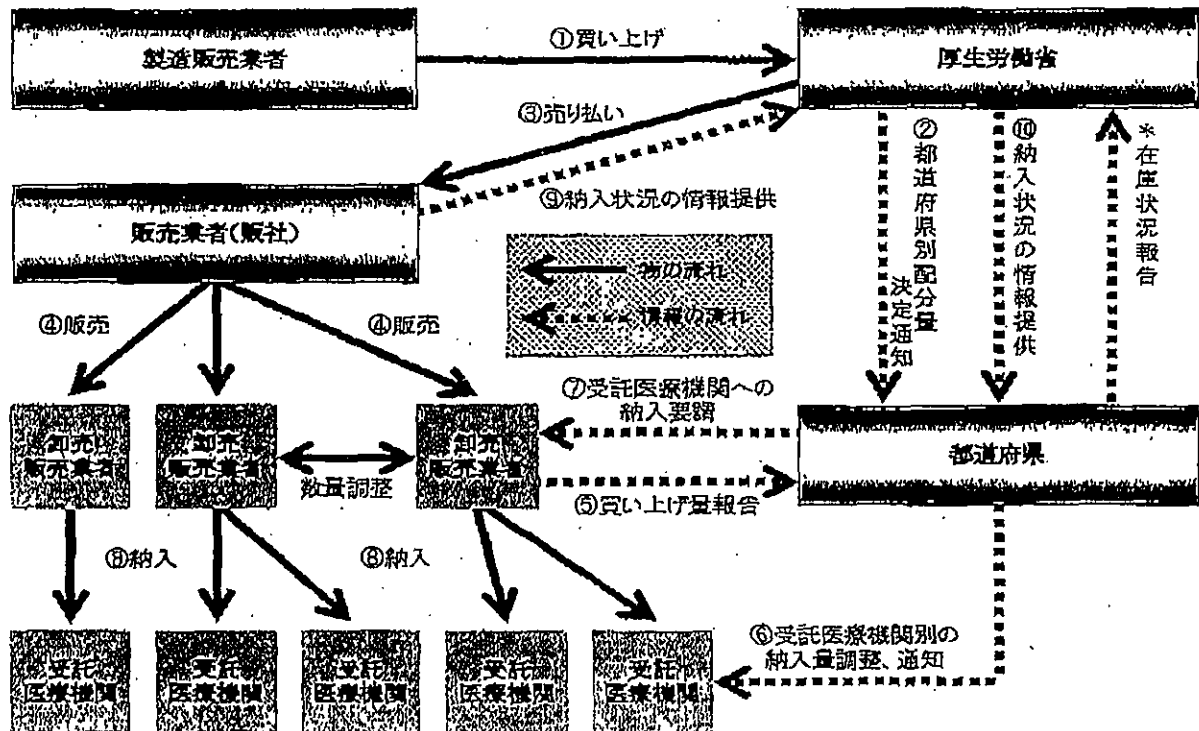 製造販売業者
①買い上げ
厚生労働省
③売り払い
⑨納入状況の情報提供
②都道府県別配分量
決定通知
⑩納入状況の情報提供
*在庫状況報告
販売業者(販社)
物の流れ
情報の流れ
④販売
④販売
卸売
販売業者
卸売
販売業者
卸売
販売業者
数量調整
⑦受託医療機関への
納入要請
⑤買い上げ量報告
都道府県
⑧納入
⑧納入
⑥受託医療機関別の
納入量調整、通知
受託
医療機関
受託
医療機関
受託
医療機関
受託
医療機関
受託
医療機関